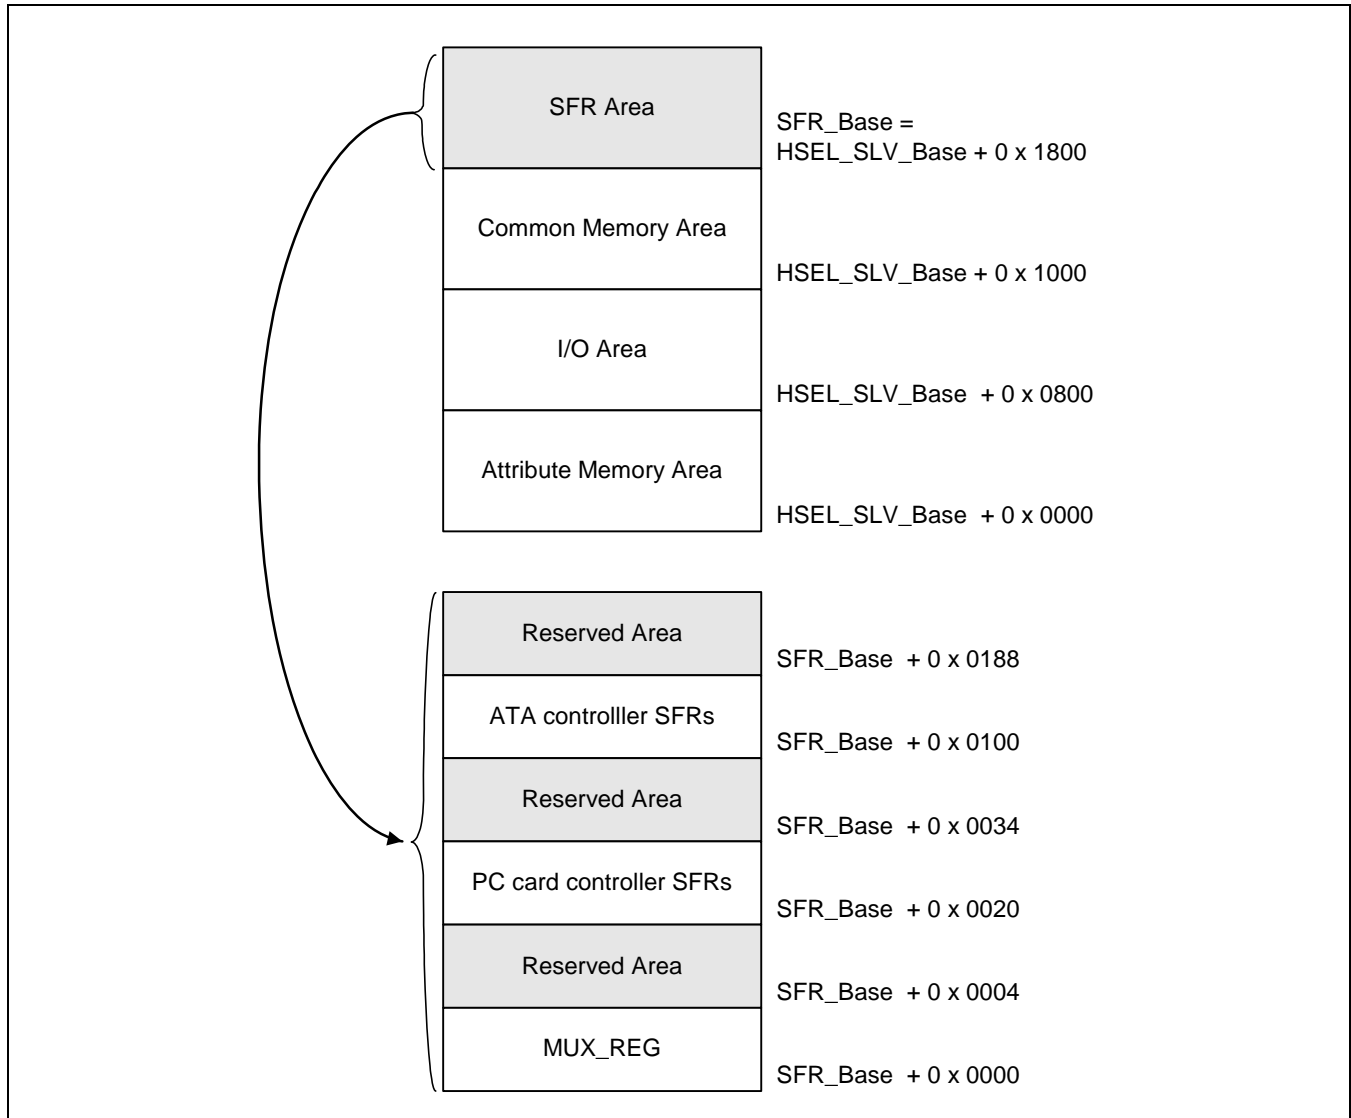 SFR Area
SFR_Base =
HSEL_SLV_Base + 0 x 1800
Common Memory Area
HSEL_SLV_Base + 0 x 1000
I/O Area
HSEL_SLV_Base + 0 x 0800
Attribute Memory Area
HSEL_SLV_Base + 0 x 0000
Reserved Area
SFR_Base + 0 x 0188
ATA controlller SFRs
SFR_Base + 0 x 0100
Reserved Area
SFR_Base + 0 x 0034
PC card controller SFRs
SFR_Base + 0 x 0020
Reserved Area
SFR_Base + 0 x 0004
MUX_REG
SFR_Base + 0 x 0000